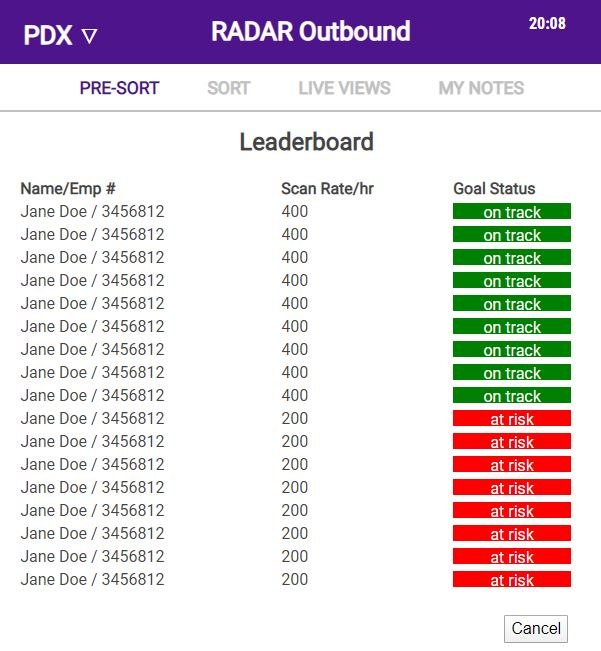 PDX ▽ RADAR Outbound 20:08
PRE-SORT SORT LIVE VIEWS MY NOTES
Leaderboard
Name/Emp # Scan Rate/hr Goal Status
Jane Doe / 3456812 400 on track
Jane Doe / 3456812 400 on track
Jane Doe / 3456812 400 on track
Jane Doe / 3456812 400 on track
Jane Doe / 3456812 400 on track
Jane Doe / 3456812 400 on track
Jane Doe / 3456812 400 on track
Jane Doe / 3456812 400 on track
Jane Doe / 3456812 400 on track
Jane Doe / 3456812 200 at risk
Jane Doe / 3456812 200 at risk
Jane Doe / 3456812 200 at risk
Jane Doe / 3456812 200 at risk
Jane Doe / 3456812 200 at risk
Jane Doe / 3456812 200 at risk
Jane Doe / 3456812 200 at risk
Jane Doe / 3456812 200 at risk
Cancel